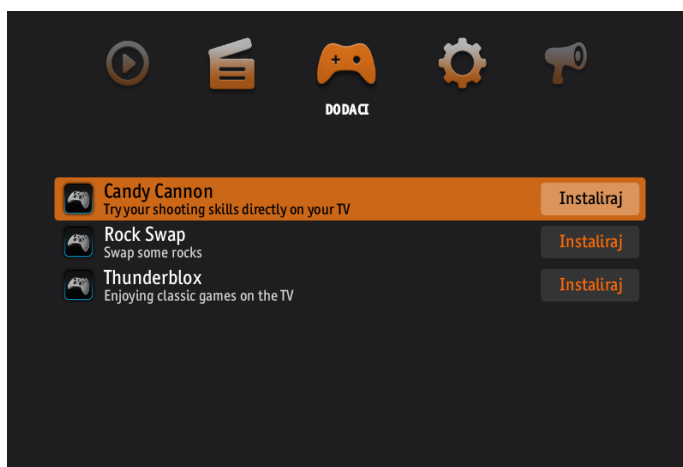 DODACI
Candy Cannon
Try your shooting skills directly on your TV
Instaliraj
Rock Swap
Swap some rocks
Instaliraj
Thunderblox
Enjoying classic games on the TV
Instaliraj